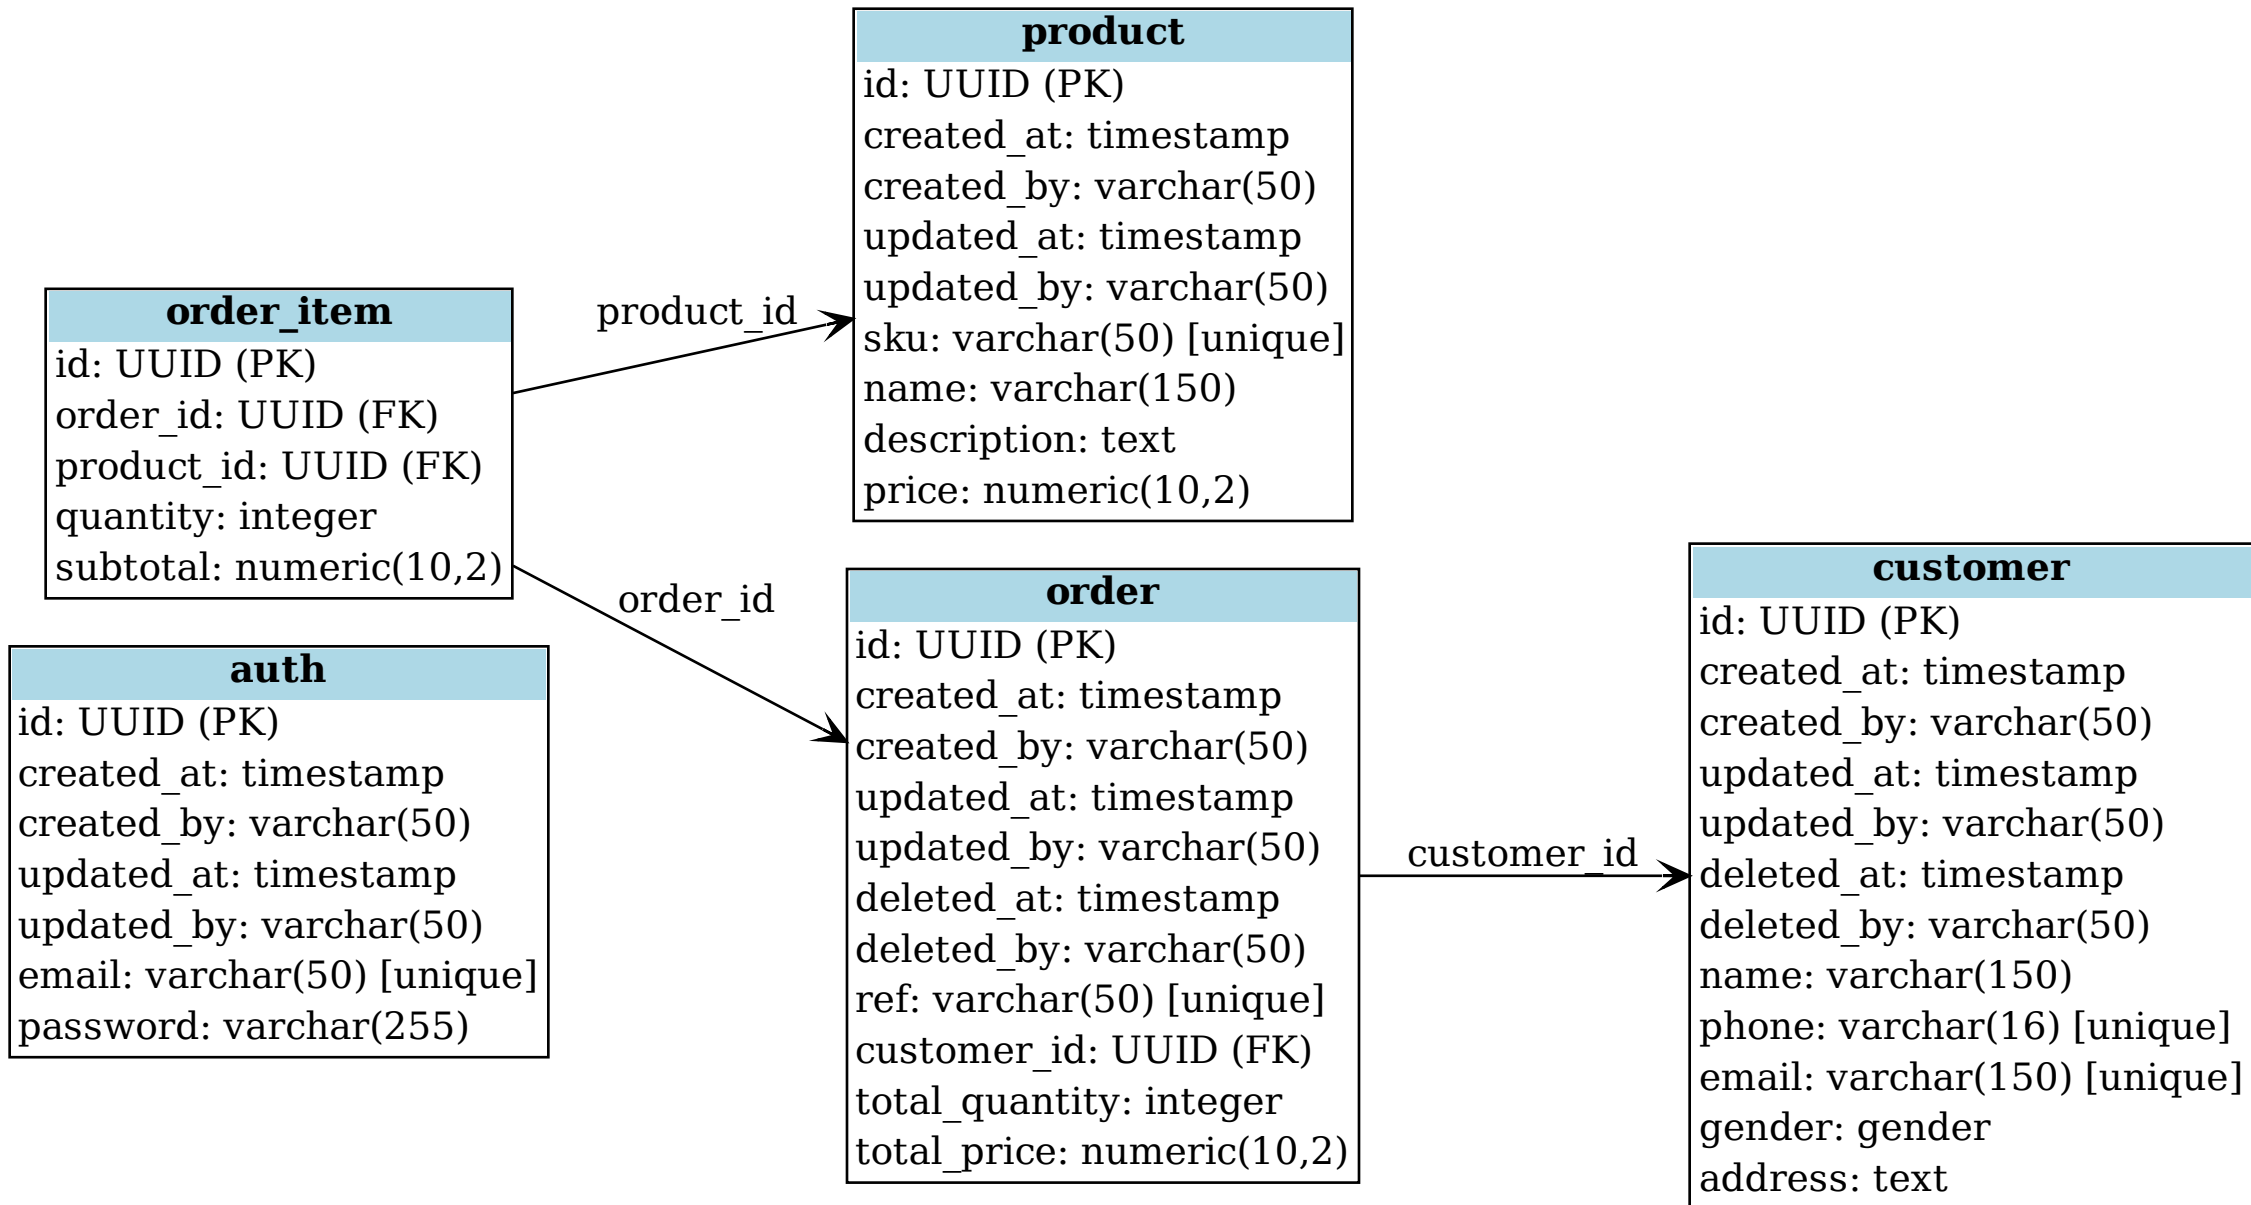 product
id: UUID (PK)
created_at: timestamp
created_by: varchar(50)
updated_at: timestamp
updated_by: varchar(50)
sku: varchar(50) [unique]
name: varchar(150)
description: text
price: numeric(10,2)
order_item
id: UUID (PK)
order_id: UUID (FK)
product_id: UUID (FK)
quantity: integer
subtotal: numeric(10,2)
product_id
order_id
auth
id: UUID (PK)
created_at: timestamp
created_by: varchar(50)
updated_at: timestamp
updated_by: varchar(50)
email: varchar(50) [unique]
password: varchar(255)
order
id: UUID (PK)
created_at: timestamp
created_by: varchar(50)
updated_at: timestamp
updated_by: varchar(50)
deleted_at: timestamp
deleted_by: varchar(50)
ref: varchar(50) [unique]
customer_id: UUID (FK)
total_quantity: integer
total_price: numeric(10,2)
customer_id
customer
id: UUID (PK)
created_at: timestamp
created_by: varchar(50)
updated_at: timestamp
updated_by: varchar(50)
deleted_at: timestamp
deleted_by: varchar(50)
name: varchar(150)
phone: varchar(16) [unique]
email: varchar(150) [unique]
gender: gender
address: text